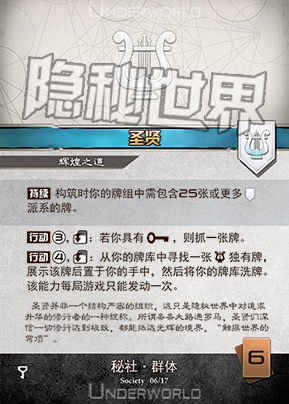 UNDERWORLD
隐秘世界
圣贤
辉煌之道
持续 构筑时你的牌组中需包含25张或更多
派系的牌。
行动 ③, : 若你具有 , 则抓一张牌。
行动 ④, : 从你的牌库中寻找一张 独有牌,
展示该牌后置于你的手中, 然后将你的牌库洗牌。
该能力每局游戏只能发动一次。
圣贤并非一个结构严密的组织, 这只是隐秘世界中对追求
升华的修行者的一种统称。所谓条条大路通罗马, 圣贤们深
信一切修行达到极致, 都能抵达光辉的境界, “触摸世界的
穹顶”。
秘社·群体
6
Society 06/17
UNDERWORLD